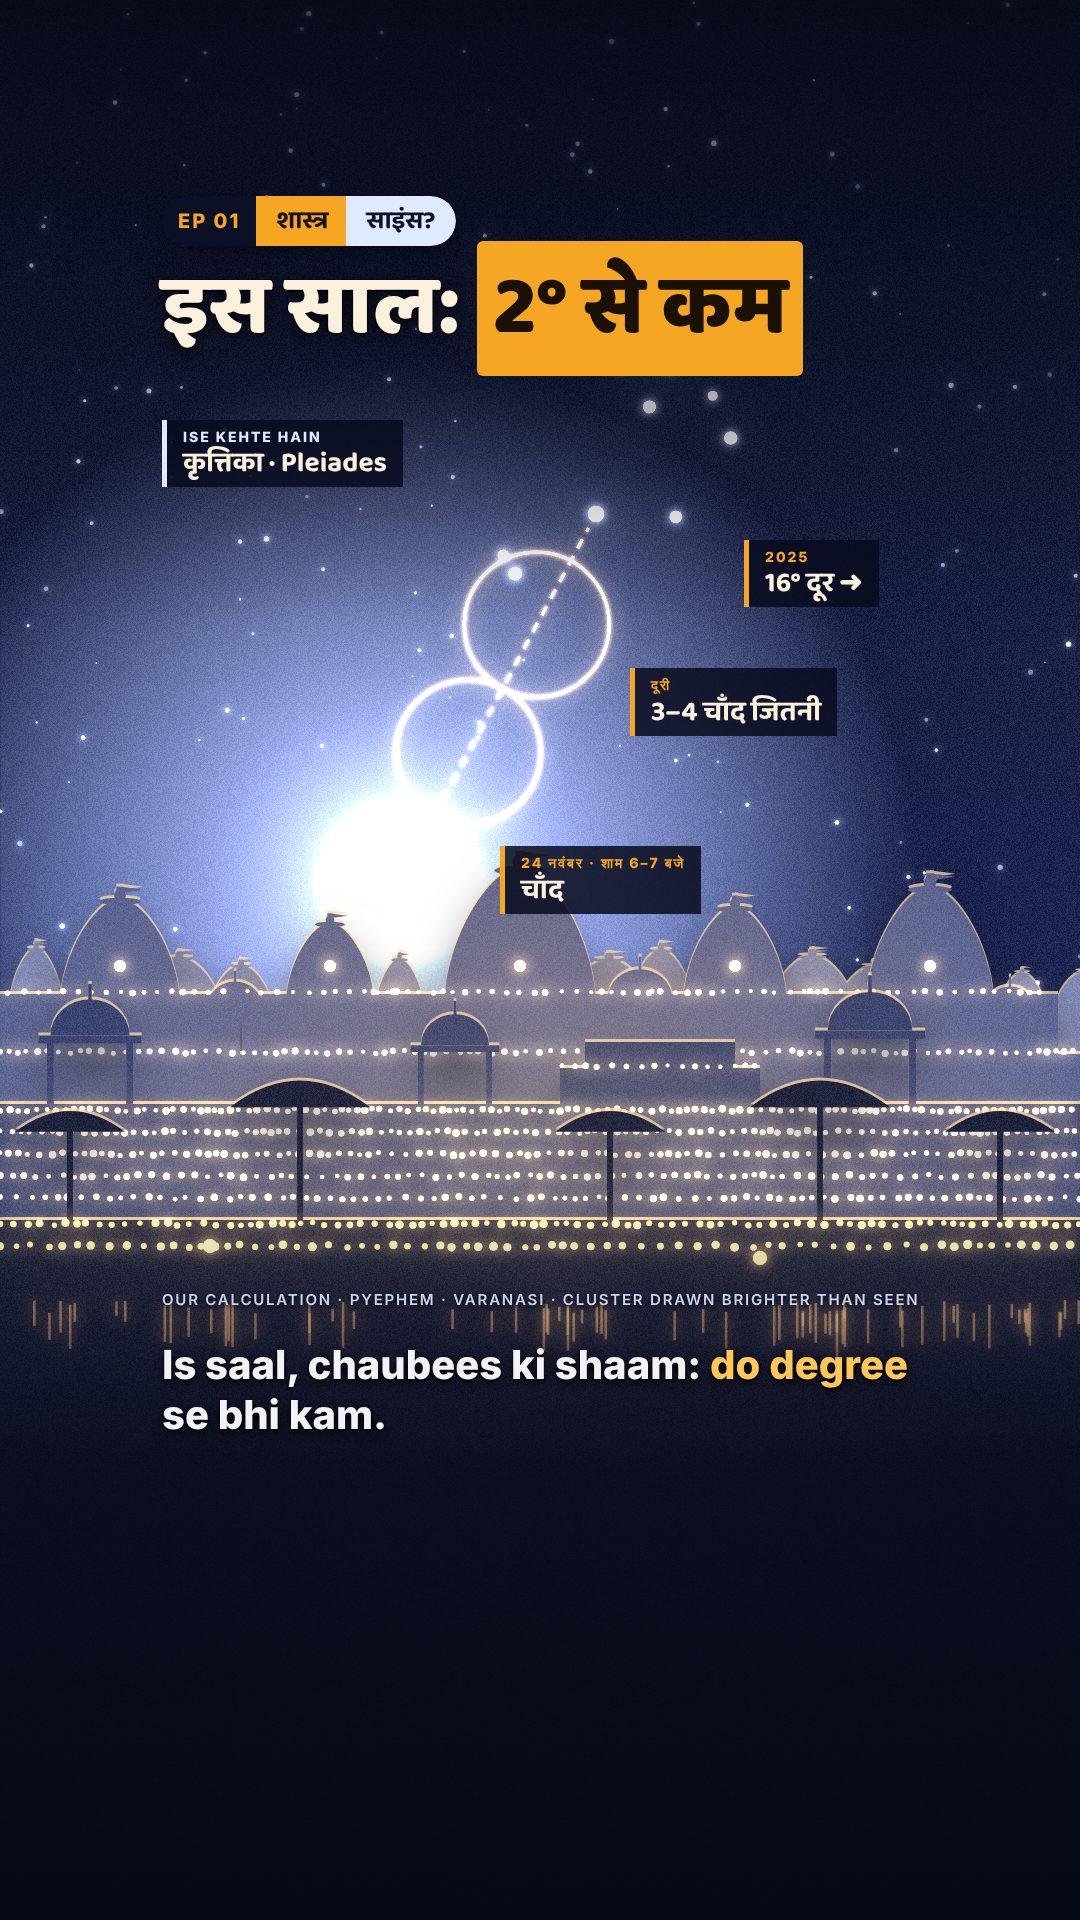 EP 01 शास्त्र साइंस?
इस साल: 2° से कम
ISE KEHTE HAIN
कृत्तिका · Pleiades
2025
16° दूर ➜
दूरी
3–4 चाँद जितनी
24 नवंबर · शाम 6–7 बजे
चाँद
OUR CALCULATION · PYEPHEM · VARANASI · CLUSTER DRAWN BRIGHTER THAN SEEN
Is saal, chaubees ki shaam: do degree
se bhi kam.